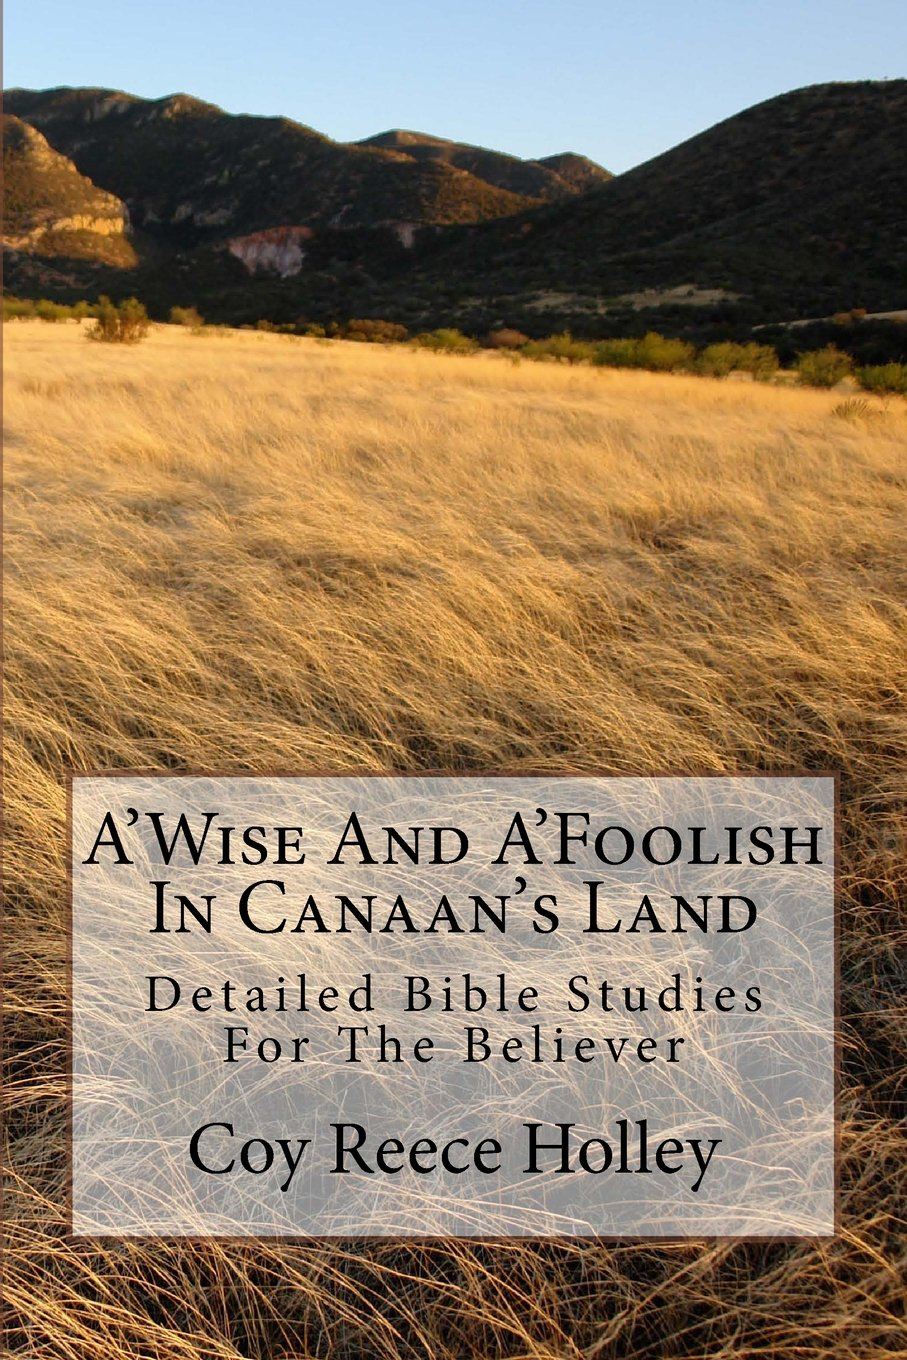 A’Wise And A’Foolish
In Canaan’s Land
Detailed Bible Studies
For The Believer
Coy Reece Holley